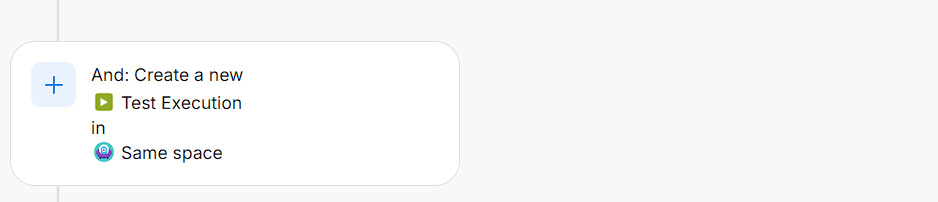 And: Create a new
Test Execution
in
Same space